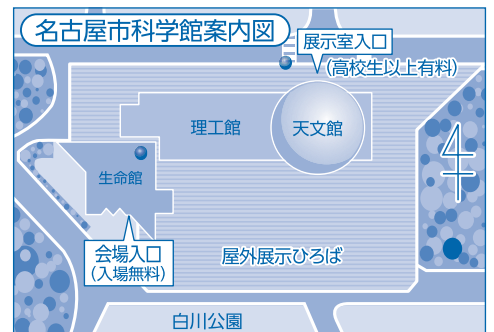 名古屋市科学館案内図
展示室入口
(高校生以上有料)
理工館
天文館
生命館
会場入口
(入場無料)
屋外展示ひろば
白川公園